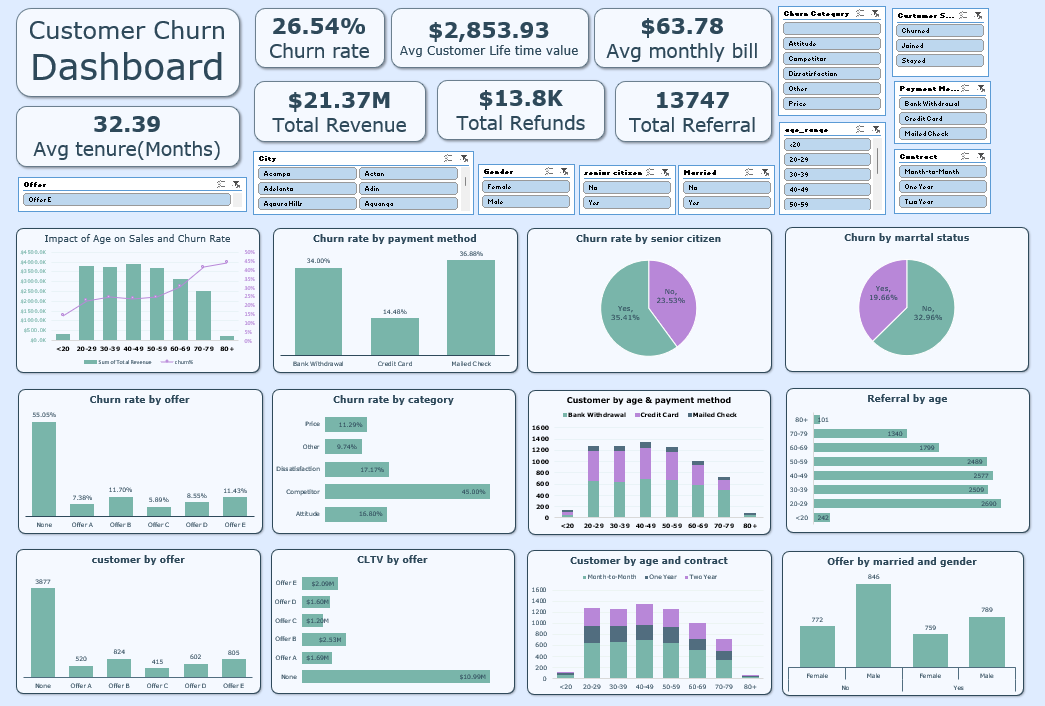 Customer Churn
Dashboard
26.54%
Churn rate
$2,853.93
Avg Customer Life time value
$63.78
Avg monthly bill
32.39
Avg tenure(Months)
$21.37M
Total Revenue
$13.8K
Total Refunds
13747
Total Referral
Churn Category
Attitude
Competitor
Dissatisfaction
Other
Price
Customer S...
Churned
Joined
Stayed
Payment Me...
Bank Withdrawal
Credit Card
Mailed Check
age_range
<20
20-29
30-39
40-49
50-59
Contract
Month-to-Month
One Year
Two Year
Offer
Offer E
City
Acampo
Acton
Adelanto
Adin
Agoura Hills
Aguanga
Gender
Female
Male
senior citizen
No
Yes
Married
No
Yes
Impact of Age on Sales and Churn Rate
$4500.0K
$4000.0K
$3500.0K
$3000.0K
$2500.0K
$2000.0K
$1500.0K
$1000.0K
$500.0K
$0.0K
50%
45%
40%
35%
30%
25%
20%
15%
10%
5%
0%
<20 20-29 30-39 40-49 50-59 60-69 70-79 80+
Sum of Total Revenue churn%
Churn rate by payment method
34.00%
14.48%
36.88%
Bank Withdrawal Credit Card Mailed Check
Churn rate by senior citizen
No,
23.53%
Yes,
35.41%
Churn by marrtal status
Yes,
19.66%
No,
32.96%
Churn rate by offer
55.05%
7.38%
11.70%
5.89%
8.55%
11.43%
None Offer A Offer B Offer C Offer D Offer E
Churn rate by category
Price 11.29%
Other 9.74%
Dissatisfaction 17.17%
Competitor 45.00%
Attitude 16.80%
Customer by age & payment method
Bank Withdrawal Credit Card Mailed Check
1600
1400
1200
1000
800
600
400
200
0
<20 20-29 30-39 40-49 50-59 60-69 70-79 80+
Referral by age
80+ 101
70-79 1340
60-69 1799
50-59 2489
40-49 2577
30-39 2509
20-29 2690
<20 242
customer by offer
3877
520
824
415
602
805
None Offer A Offer B Offer C Offer D Offer E
CLTV by offer
Offer E $2.09M
Offer D $1.60M
Offer C $1.20M
Offer B $2.53M
Offer A $1.69M
None $10.99M
Customer by age and contract
Month-to-Month One Year Two Year
1600
1400
1200
1000
800
600
400
200
0
<20 20-29 30-39 40-49 50-59 60-69 70-79 80+
Offer by married and gender
772
846
759
789
Female Male Female Male
No Yes